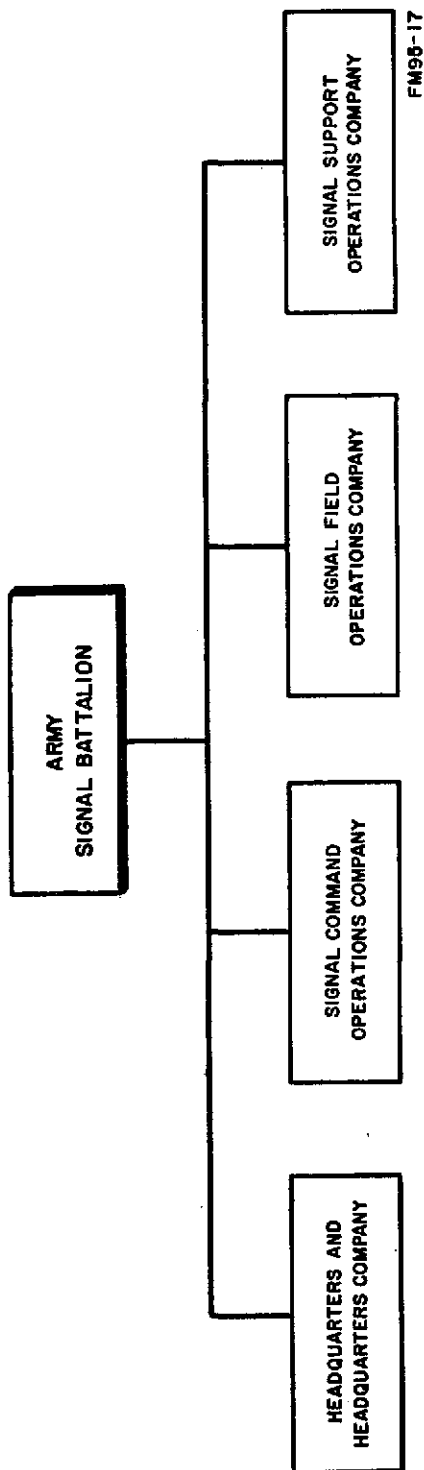 ARMY
SIGNAL BATTALION
HEADQUARTERS AND
HEADQUARTERS COMPANY
SIGNAL COMMAND
OPERATIONS COMPANY
SIGNAL FIELD
OPERATIONS COMPANY
SIGNAL SUPPORT
OPERATIONS COMPANY
FM95-17